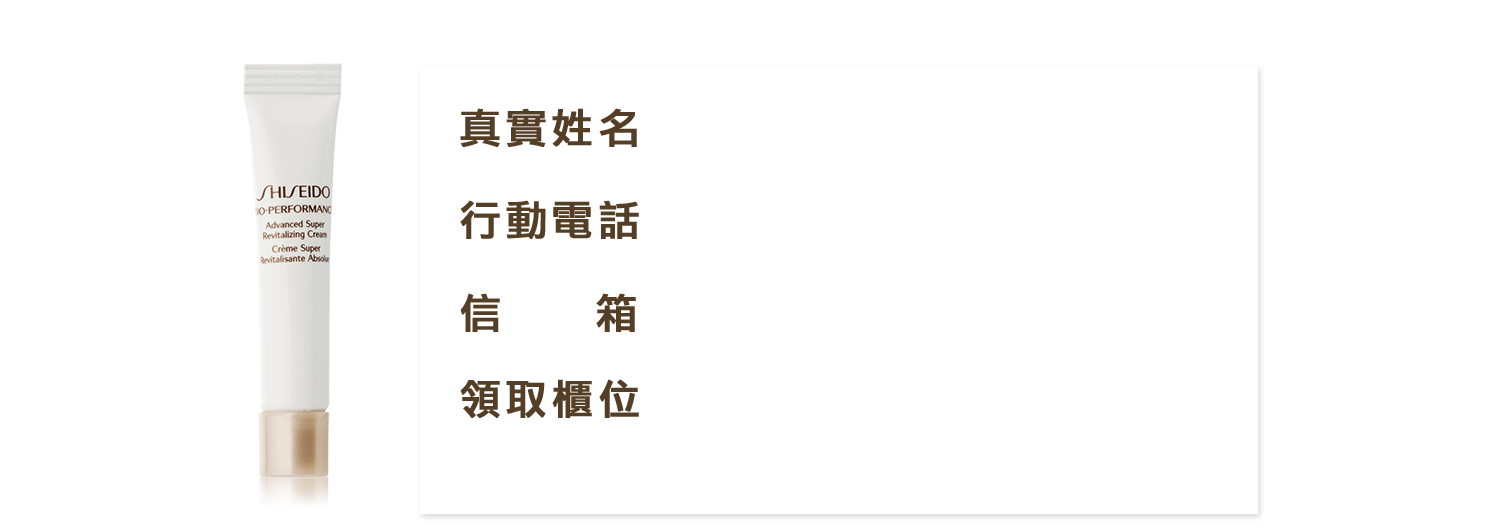 SHISEIDO
IO-PERFORMANC
Advanced Super
Revitalizing Cream
Crème Super
Revitalisante Absolue
真實姓名
行動電話
信 箱
領取櫃位